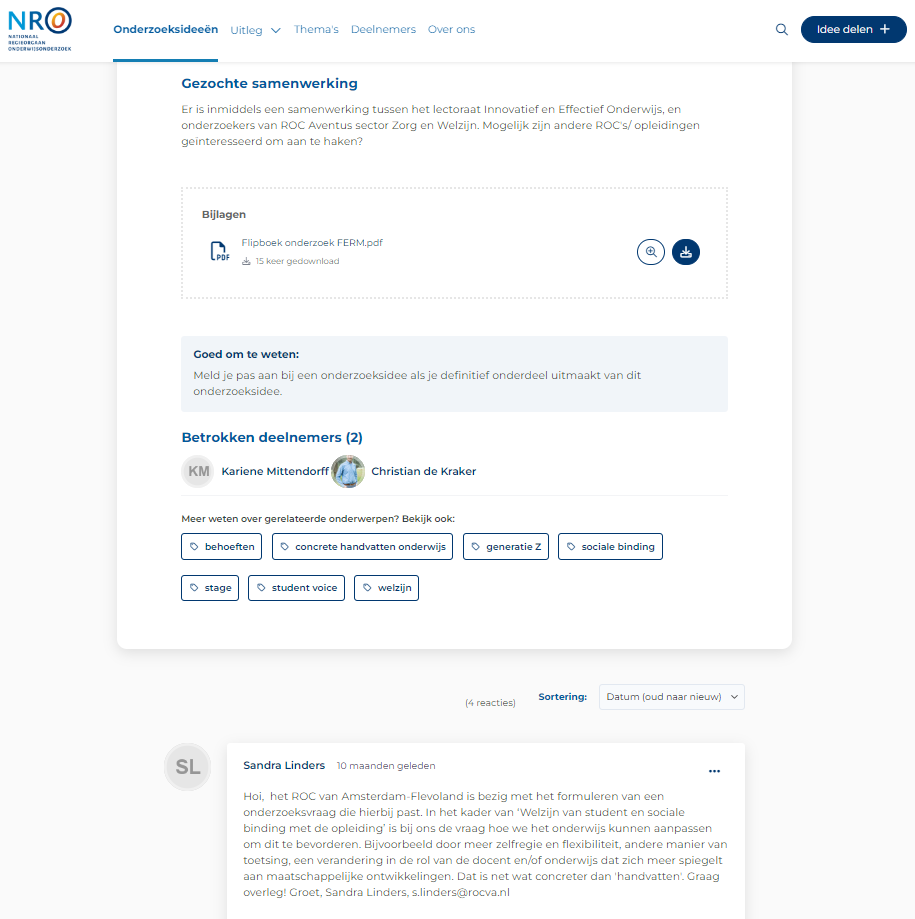 NRO
NATIONAAL
REGIEORGAAN
ONDERWIJSONDERZOEK
Onderzoeksideeën Uitleg Thema's Deelnemers Over ons Idee delen +
Gezochte samenwerking
Er is inmiddels een samenwerking tussen het lectoraat Innovatief en Effectief Onderwijs, en
onderzoekers van ROC Aventus sector Zorg en Welzijn. Mogelijk zijn andere ROC's/ opleidingen
geinteresseerd om aan te haken?
Bijlagen
PDF
Flipboek onderzoek FERM.pdf
15 keer gedownload
Goed om te weten:
Meld je pas aan bij een onderzoeksidee als je definitief onderdeel uitmaakt van dit
onderzoeksidee.
Betrokken deelnemers (2)
KM Kariene Mittendorff Christian de Kraker
Meer weten over gerelateerde onderwerpen? Bekijk ook:
behoeften concrete handvatten onderwijs generatie Z sociale binding
stage student voice welzijn
(4 reacties) Sortering: Datum (oud naar nieuw)
SL
Sandra Linders 10 maanden geleden
Hoi, het ROC van Amsterdam-Flevoland is bezig met het formuleren van een
onderzoeksvraag die hierbij past. In het kader van 'Welzijn van student en sociale
binding met de opleiding' is bij ons de vraag hoe we het onderwijs kunnen aanpassen
om dit te bevorderen. Bijvoorbeeld door meer zelfregie en flexibiliteit, andere manier van
toetsing, een verandering in de rol van de docent en/of onderwijs dat zich meer spiegelt
aan maatschappelijke ontwikkelingen. Dat is net wat concreter dan 'handvatten'. Graag
overleg! Groet, Sandra Linders, s.linders@rocva.nl